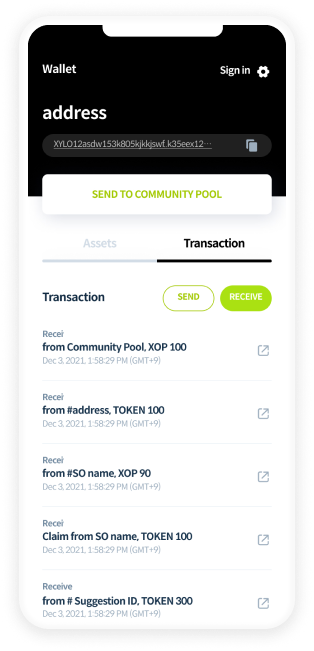 Wallet
Sign in
address
XYLO12asdw153k805kjkkjswf.k35eex12···
SEND TO COMMUNITY POOL
Assets
Transaction
Transaction
SEND
RECEIVE
Recei
from Community Pool, XOP 100
Dec 3, 2021, 1:58:29 PM (GMT+9)
Recei
from #address, TOKEN 100
Dec 3, 2021, 1:58:29 PM (GMT+9)
Recei
from #SO name, XOP 90
Dec 3, 2021, 1:58:29 PM (GMT+9)
Recei
Claim from SO name, TOKEN 100
Dec 3, 2021, 1:58:29 PM (GMT+9)
Receive
from # Suggestion ID, TOKEN 300
Dec 3, 2021, 1:58:29 PM (GMT+9)